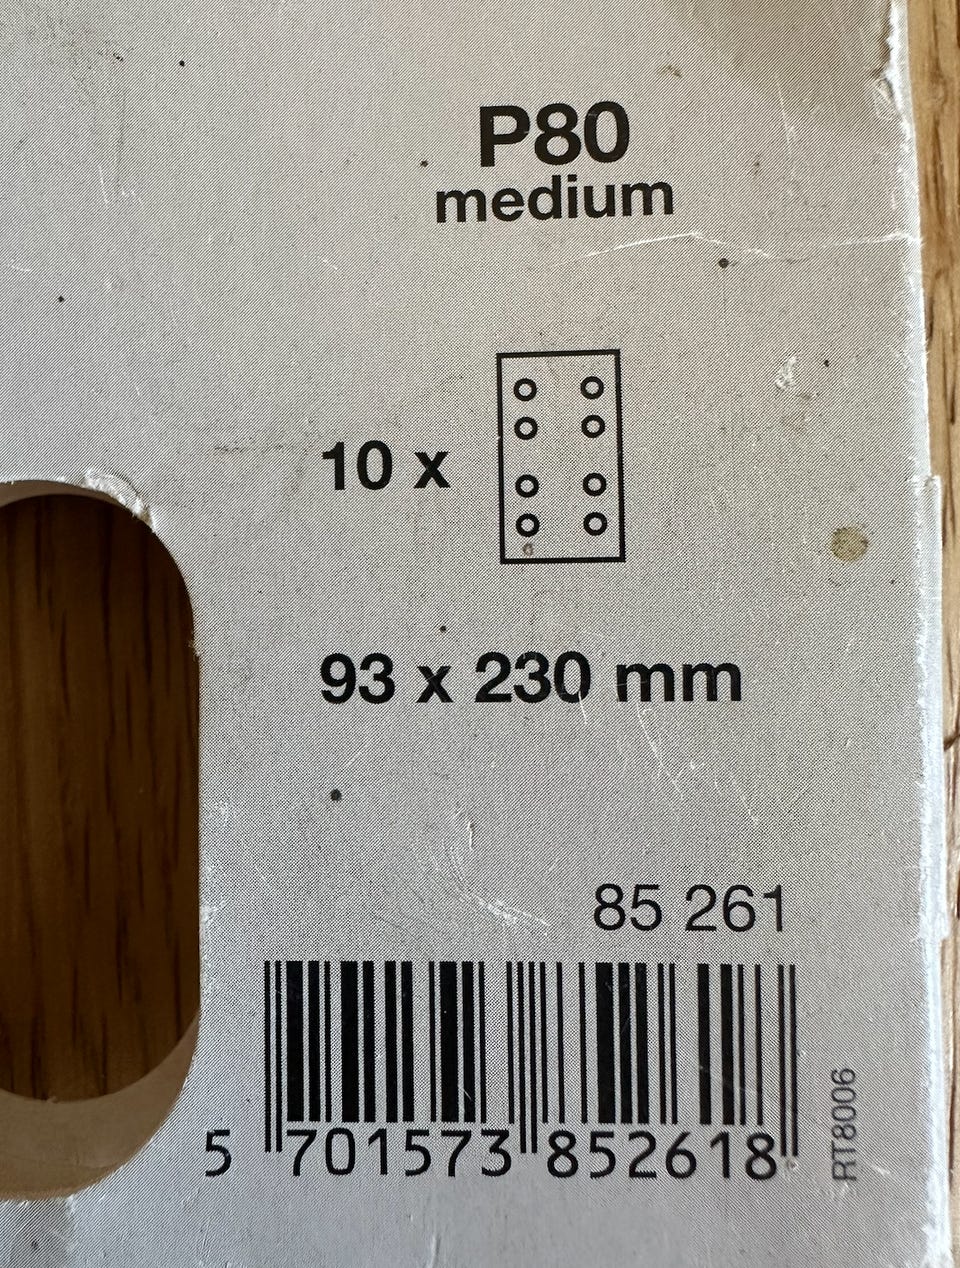 P80
medium
10 x
93 x 230 mm
85 261
5 701573 852618
RT8006